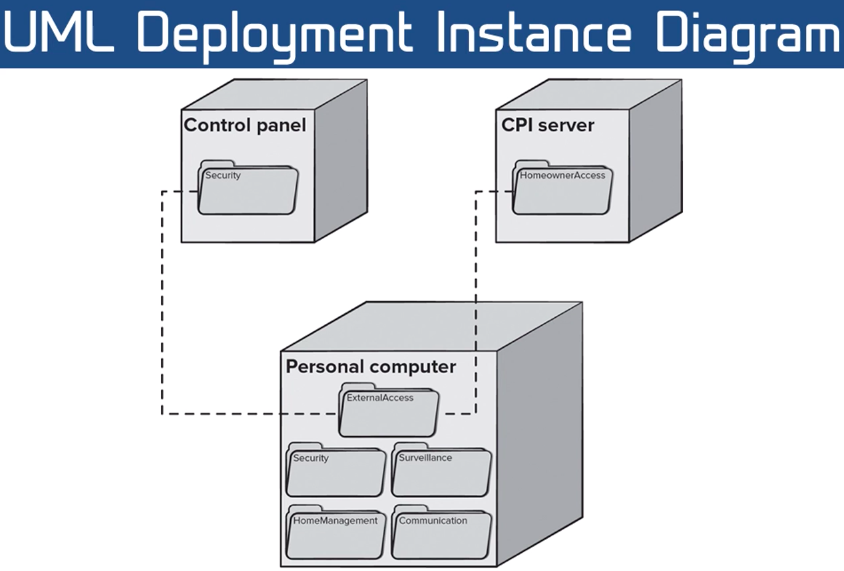 UML Deployment Instance Diagram
Control panel
Security
CPI server
HomeownerAccess
Personal computer
ExternalAccess
Security
Surveillance
HomeManagement
Communication